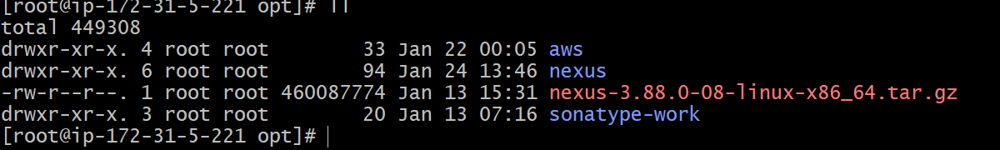 [root@ip-172-31-5-221 opt]# ll
total 449308
drwxr-xr-x. 4 root root        33 Jan 22 00:05 aws
drwxr-xr-x. 6 root root        94 Jan 24 13:46 nexus
-rw-r--r--. 1 root root 460087774 Jan 13 15:31 nexus-3.88.0-08-linux-x86_64.tar.gz
drwxr-xr-x. 3 root root        20 Jan 13 07:16 sonatype-work
[root@ip-172-31-5-221 opt]#